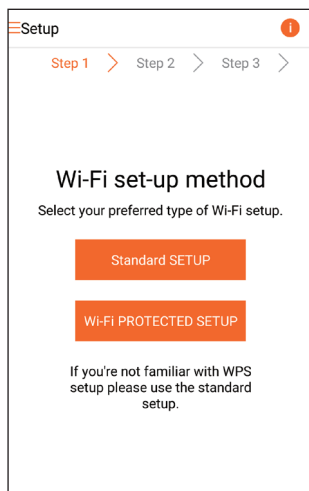 Setup
i
Step 1 Step 2 Step 3
Wi-Fi set-up method
Select your preferred type of Wi-Fi setup.
Standard SETUP
Wi-Fi PROTECTED SETUP
If you're not familiar with WPS
setup please use the standard
setup.